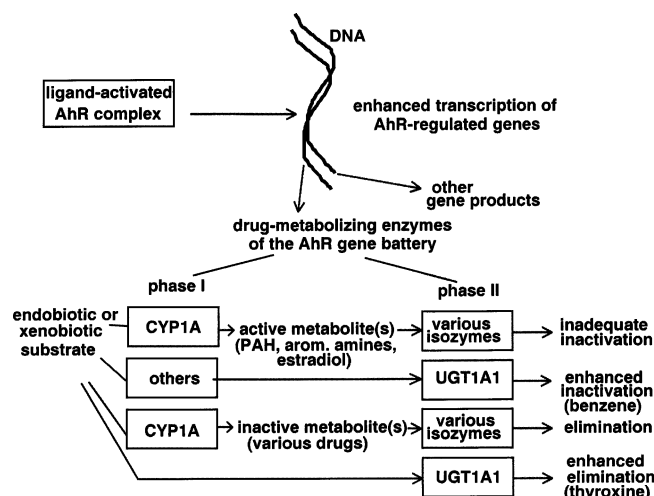 DNA
ligand-activated
AhR complex
enhanced transcription of
AhR-regulated genes
other
gene products
drug-metabolizing enzymes
of the AhR gene battery
phase I
phase II
endobiotic or
xenobiotic
substrate
CYP1A
active metabolite(s)
(PAH, arom. amines,
estradiol)
various
isozymes
inadequate
inactivation
others
UGT1A1
enhanced
inactivation
(benzene)
CYP1A
inactive metabolite(s)
(various drugs)
various
isozymes
elimination
UGT1A1
enhanced
elimination
(thyroxine)